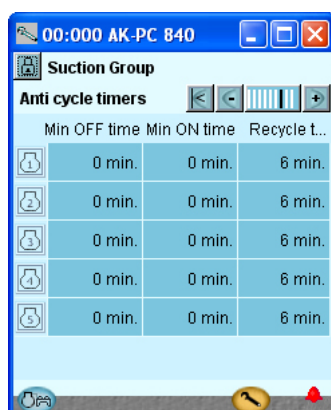 00:000 AK-PC 840
Suction Group
Anti cycle timers
Min OFF time Min ON time Recycle t...
1 0 min. 0 min. 6 min.
2 0 min. 0 min. 6 min.
3 0 min. 0 min. 6 min.
4 0 min. 0 min. 6 min.
5 0 min. 0 min. 6 min.